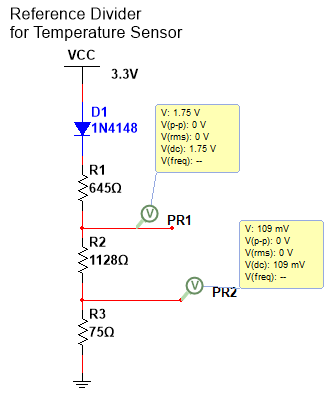 Reference Divider
for Temperature Sensor
VCC
3.3V
D1
1N4148
V: 1.75 V
V(p-p): 0 V
V(rms): 0 V
V(dc): 1.75 V
V(freq): --
R1
645Ω
V
PR1
R2
1128Ω
V: 109 mV
V(p-p): 0 V
V(rms): 0 V
V(dc): 109 mV
V(freq): --
V
PR2
R3
75Ω